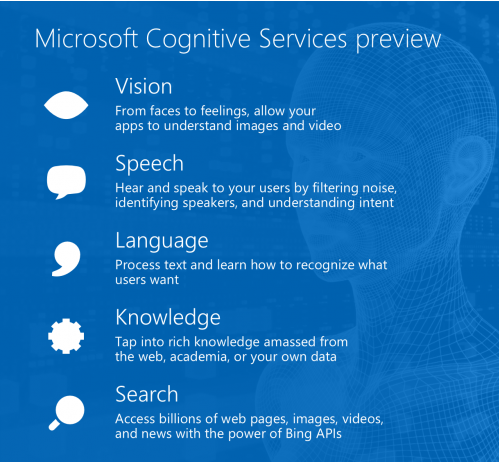 Microsoft Cognitive Services preview
Vision
From faces to feelings, allow your
apps to understand images and video
Speech
Hear and speak to your users by filtering noise,
identifying speakers, and understanding intent
Language
Process text and learn how to recognize what
users want
Knowledge
Tap into rich knowledge amassed from
the web, academia, or your own data
Search
Access billions of web pages, images, videos,
and news with the power of Bing APIs